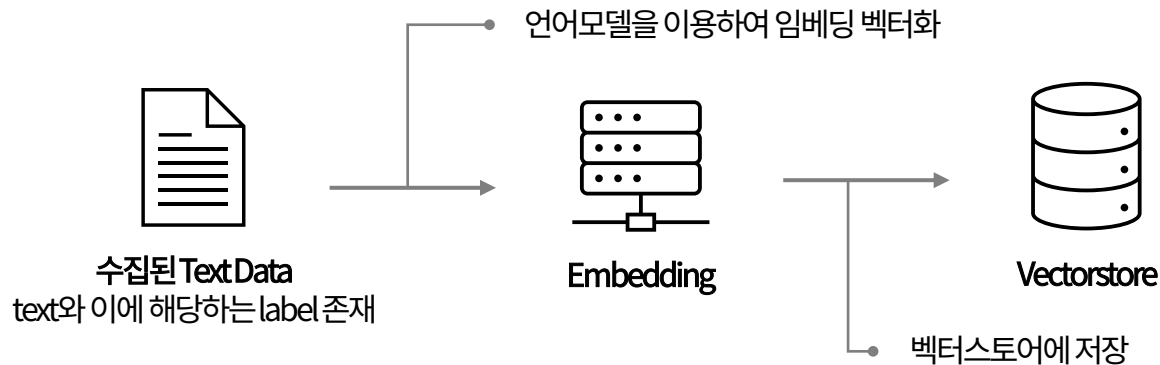 언어모델을 이용하여 임베딩 벡터화
수집된 Text Data
text와 이에 해당하는 label 존재
Embedding
Vectorstore
벡터스토어에 저장